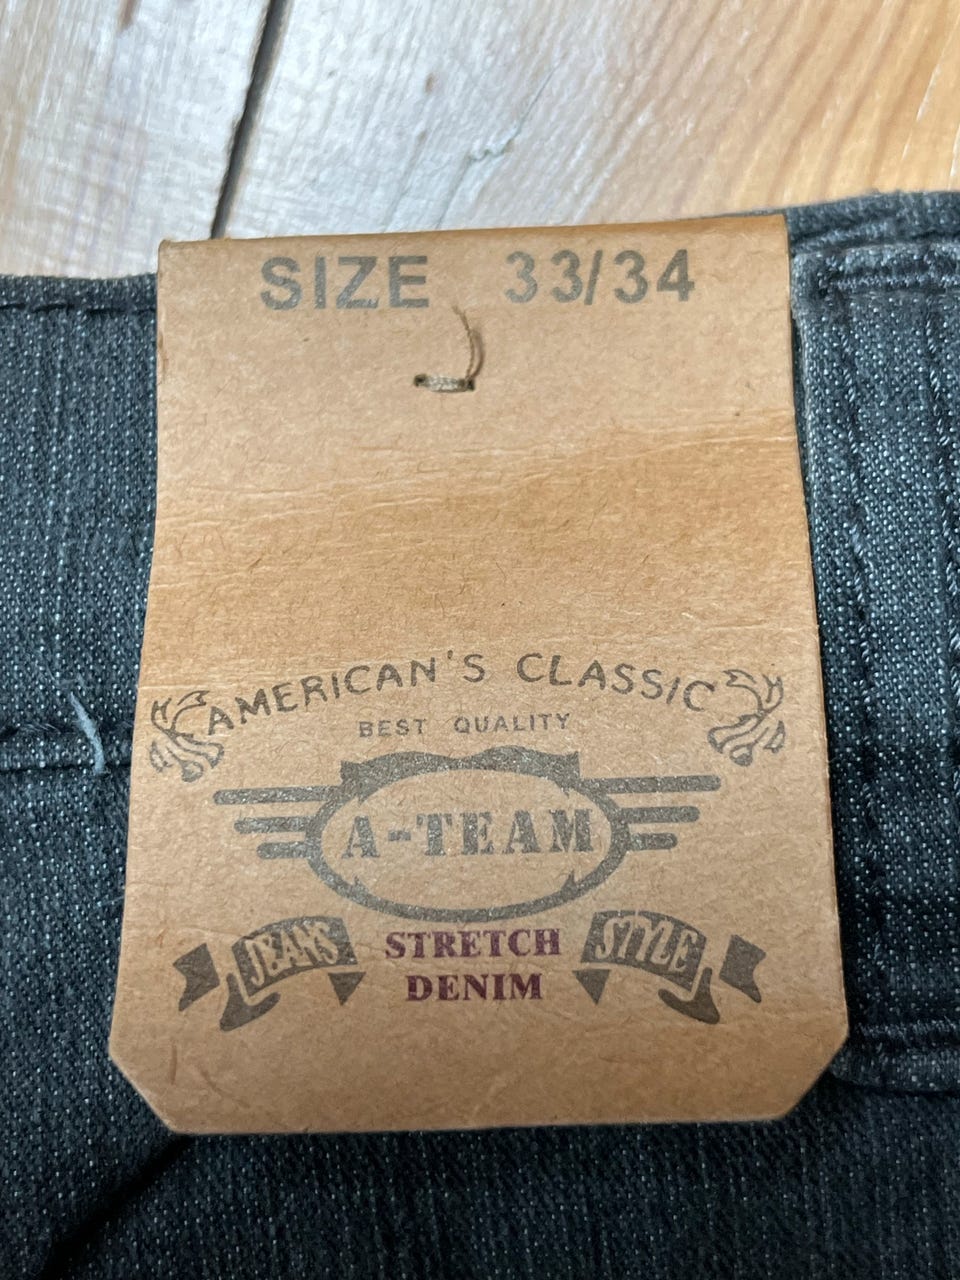 SIZE 33/34
AMERICAN'S CLASSIC
BEST QUALITY
A-TEAM
JEANS STRETCH STYLE
DENIM